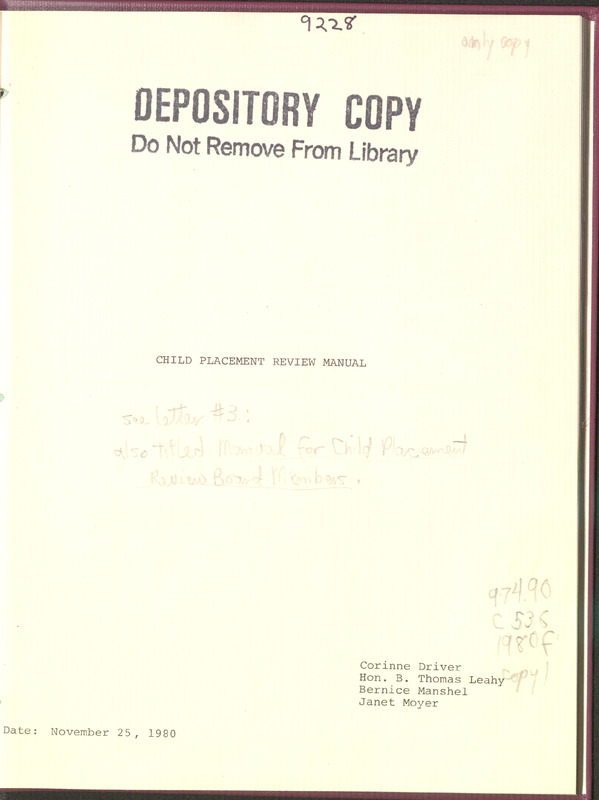 9228
only copy
DEPOSITORY COPY
Do Not Remove From Library
CHILD PLACEMENT REVIEW MANUAL
see letter #3:
also titled Manual for Child Placement
Review Board Members.
974.90
C 536
1980f
copy 1
Corinne Driver
Hon. B. Thomas Leahy
Bernice Manshel
Janet Moyer
Date: November 25, 1980